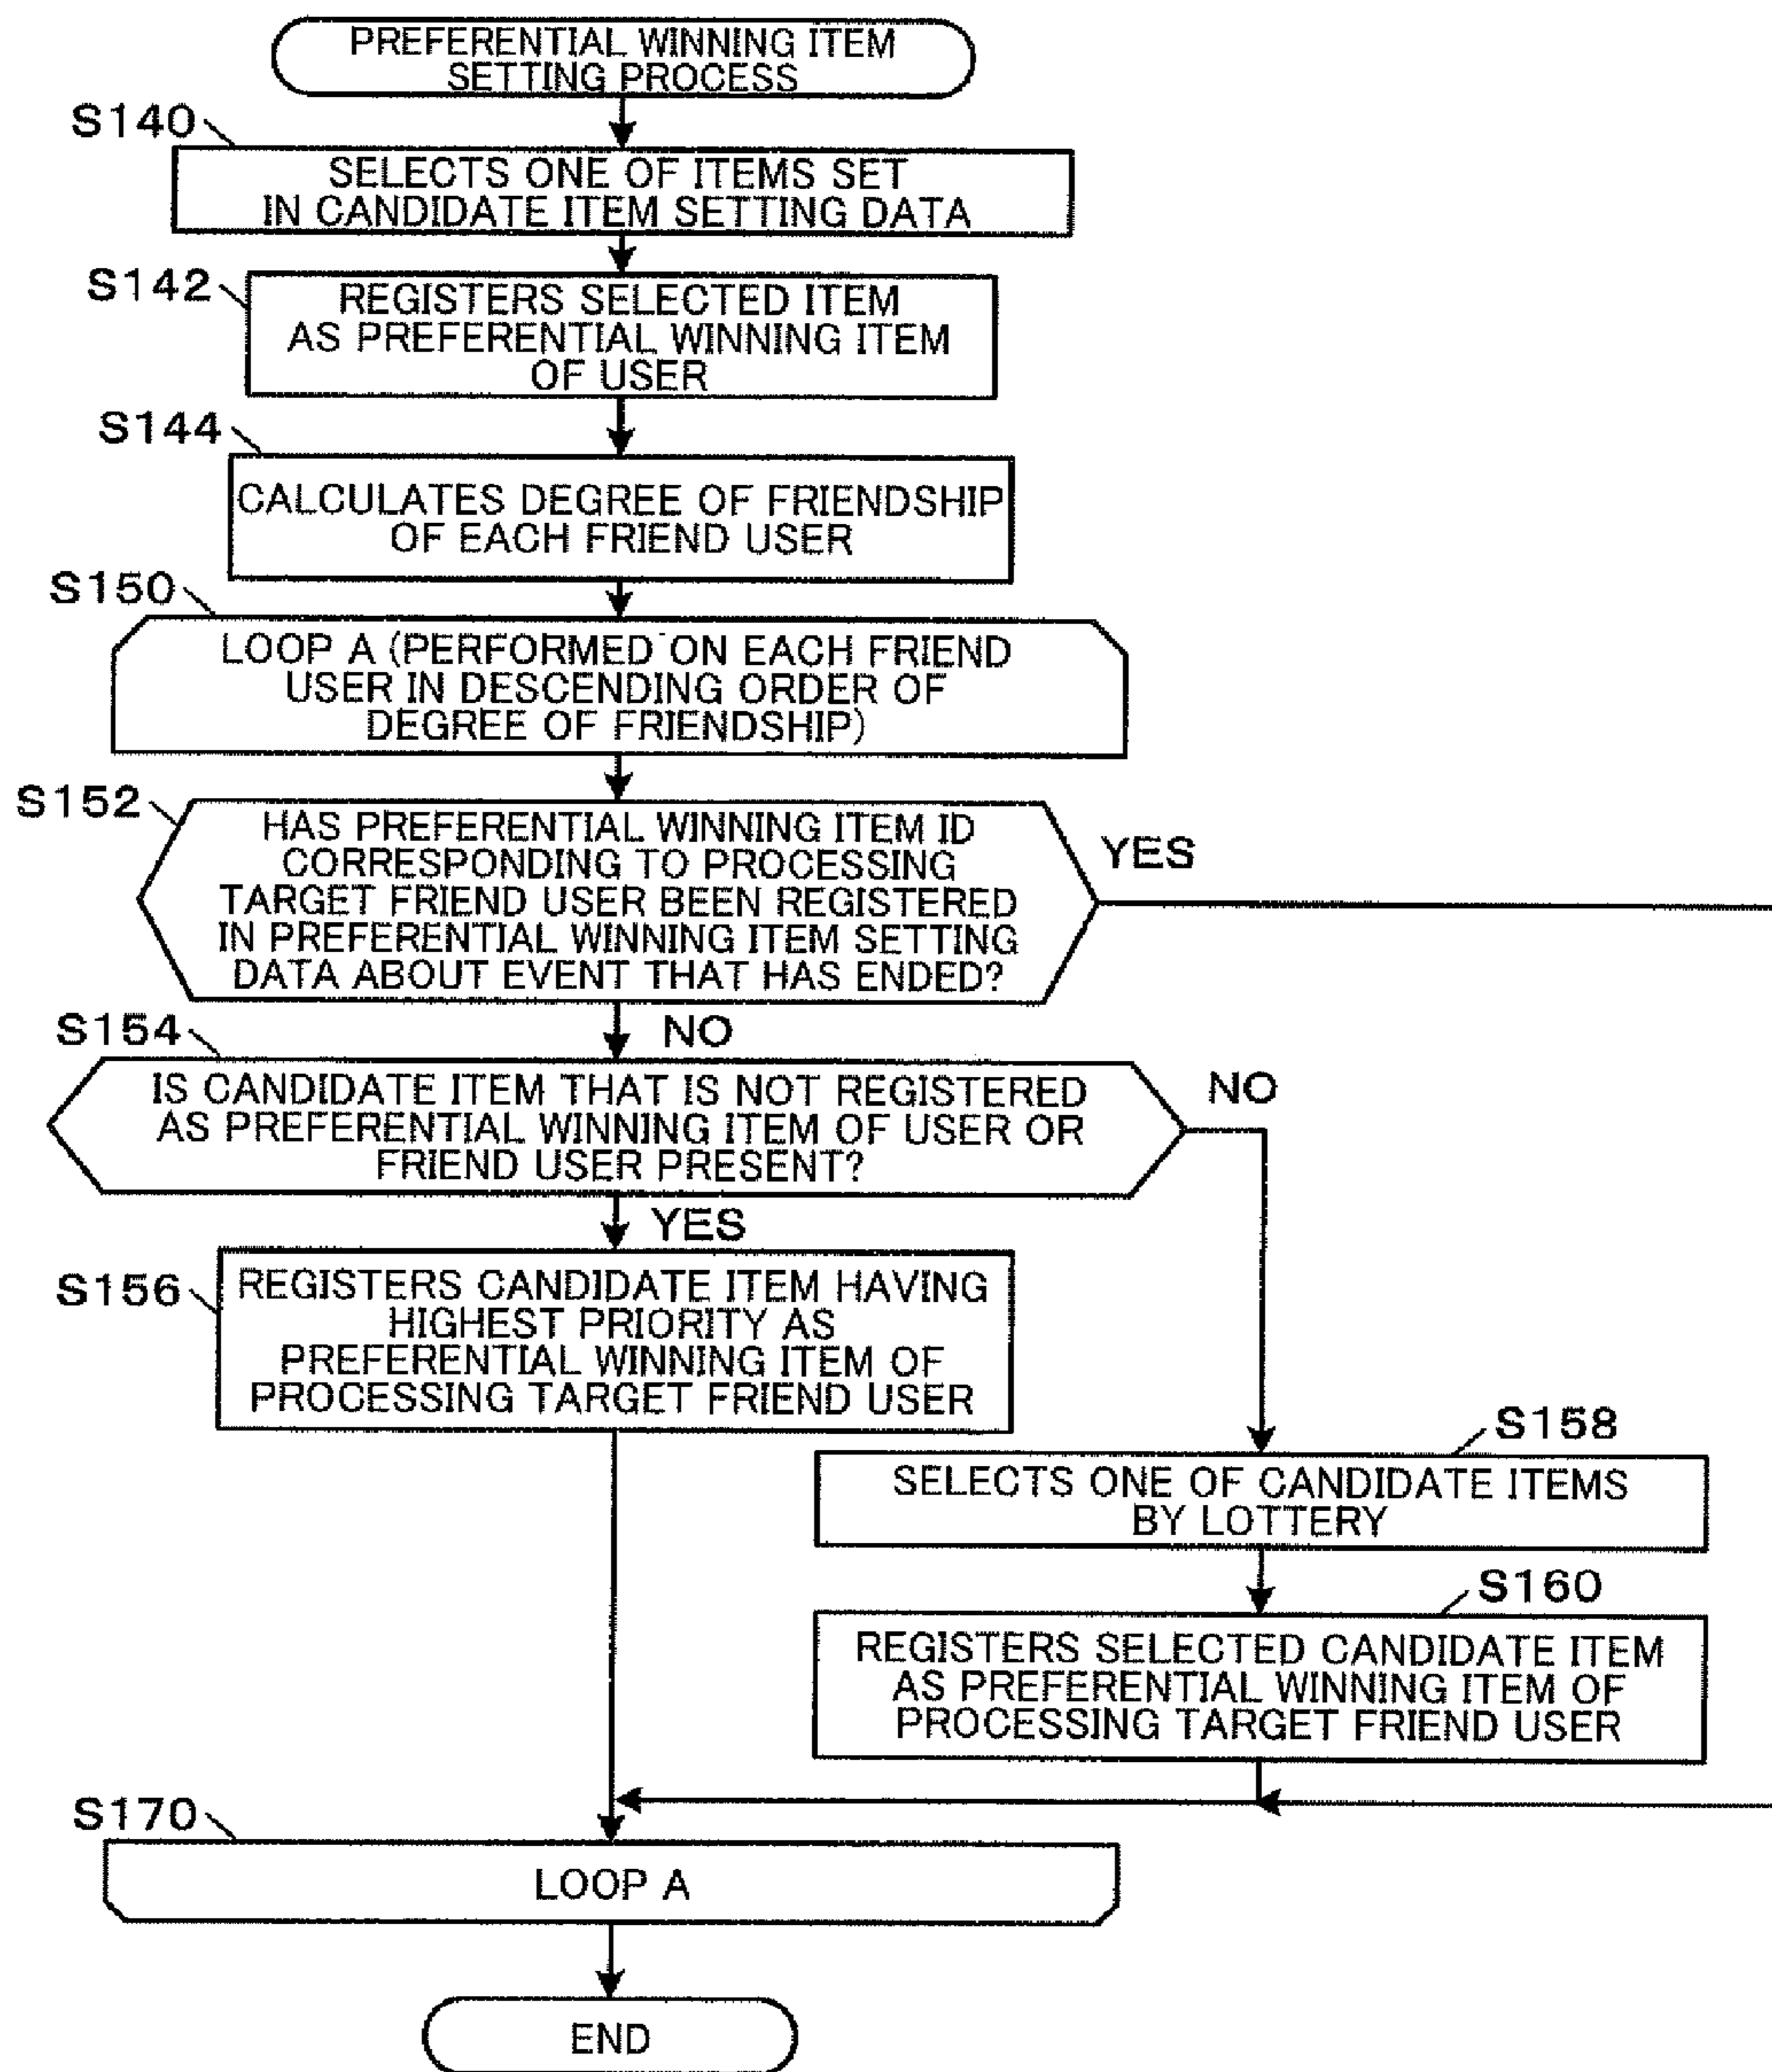 PREFERENTIAL WINNING ITEM
SETTING PROCESS
S140
SELECTS ONE OF ITEMS SET
IN CANDIDATE ITEM SETTING DATA
S142
REGISTERS SELECTED ITEM
AS PREFERENTIAL WINNING ITEM
OF USER
S144
CALCULATES DEGREE OF FRIENDSHIP
OF EACH FRIEND USER
S150
LOOP A (PERFORMED ON EACH FRIEND
USER IN DESCENDING ORDER OF
DEGREE OF FRIENDSHIP)
S152
HAS PREFERENTIAL WINNING ITEM ID
CORRESPONDING TO PROCESSING
TARGET FRIEND USER BEEN REGISTERED
IN PREFERENTIAL WINNING ITEM SETTING
DATA ABOUT EVENT THAT HAS ENDED?
YES
NO
S154
IS CANDIDATE ITEM THAT IS NOT REGISTERED
AS PREFERENTIAL WINNING ITEM OF USER OR
FRIEND USER PRESENT?
NO
YES
S156
REGISTERS CANDIDATE ITEM HAVING
HIGHEST PRIORITY AS
PREFERENTIAL WINNING ITEM OF
PROCESSING TARGET FRIEND USER
S158
SELECTS ONE OF CANDIDATE ITEMS
BY LOTTERY
S160
REGISTERS SELECTED CANDIDATE ITEM
AS PREFERENTIAL WINNING ITEM OF
PROCESSING TARGET FRIEND USER
S170
LOOP A
END